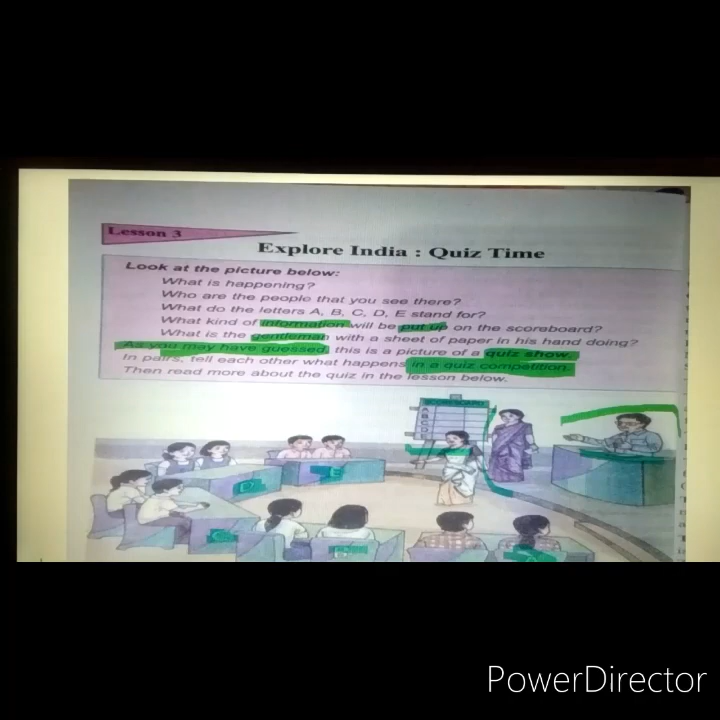 Lesson 3
Explore India : Quiz Time
Look at the picture below:
What is happening?
Who are the people that you see there?
What do the letters A, B, C, D, E stand for?
What kind of information will be put up on the scoreboard?
What is the gentleman with a sheet of paper in his hand doing?
As you may have guessed, this is a picture of a quiz show.
In pairs, tell each other what happens in a quiz competition.
Then read more about the quiz in the lesson below.
SCOREBOARD
A
B
C
D
PowerDirector